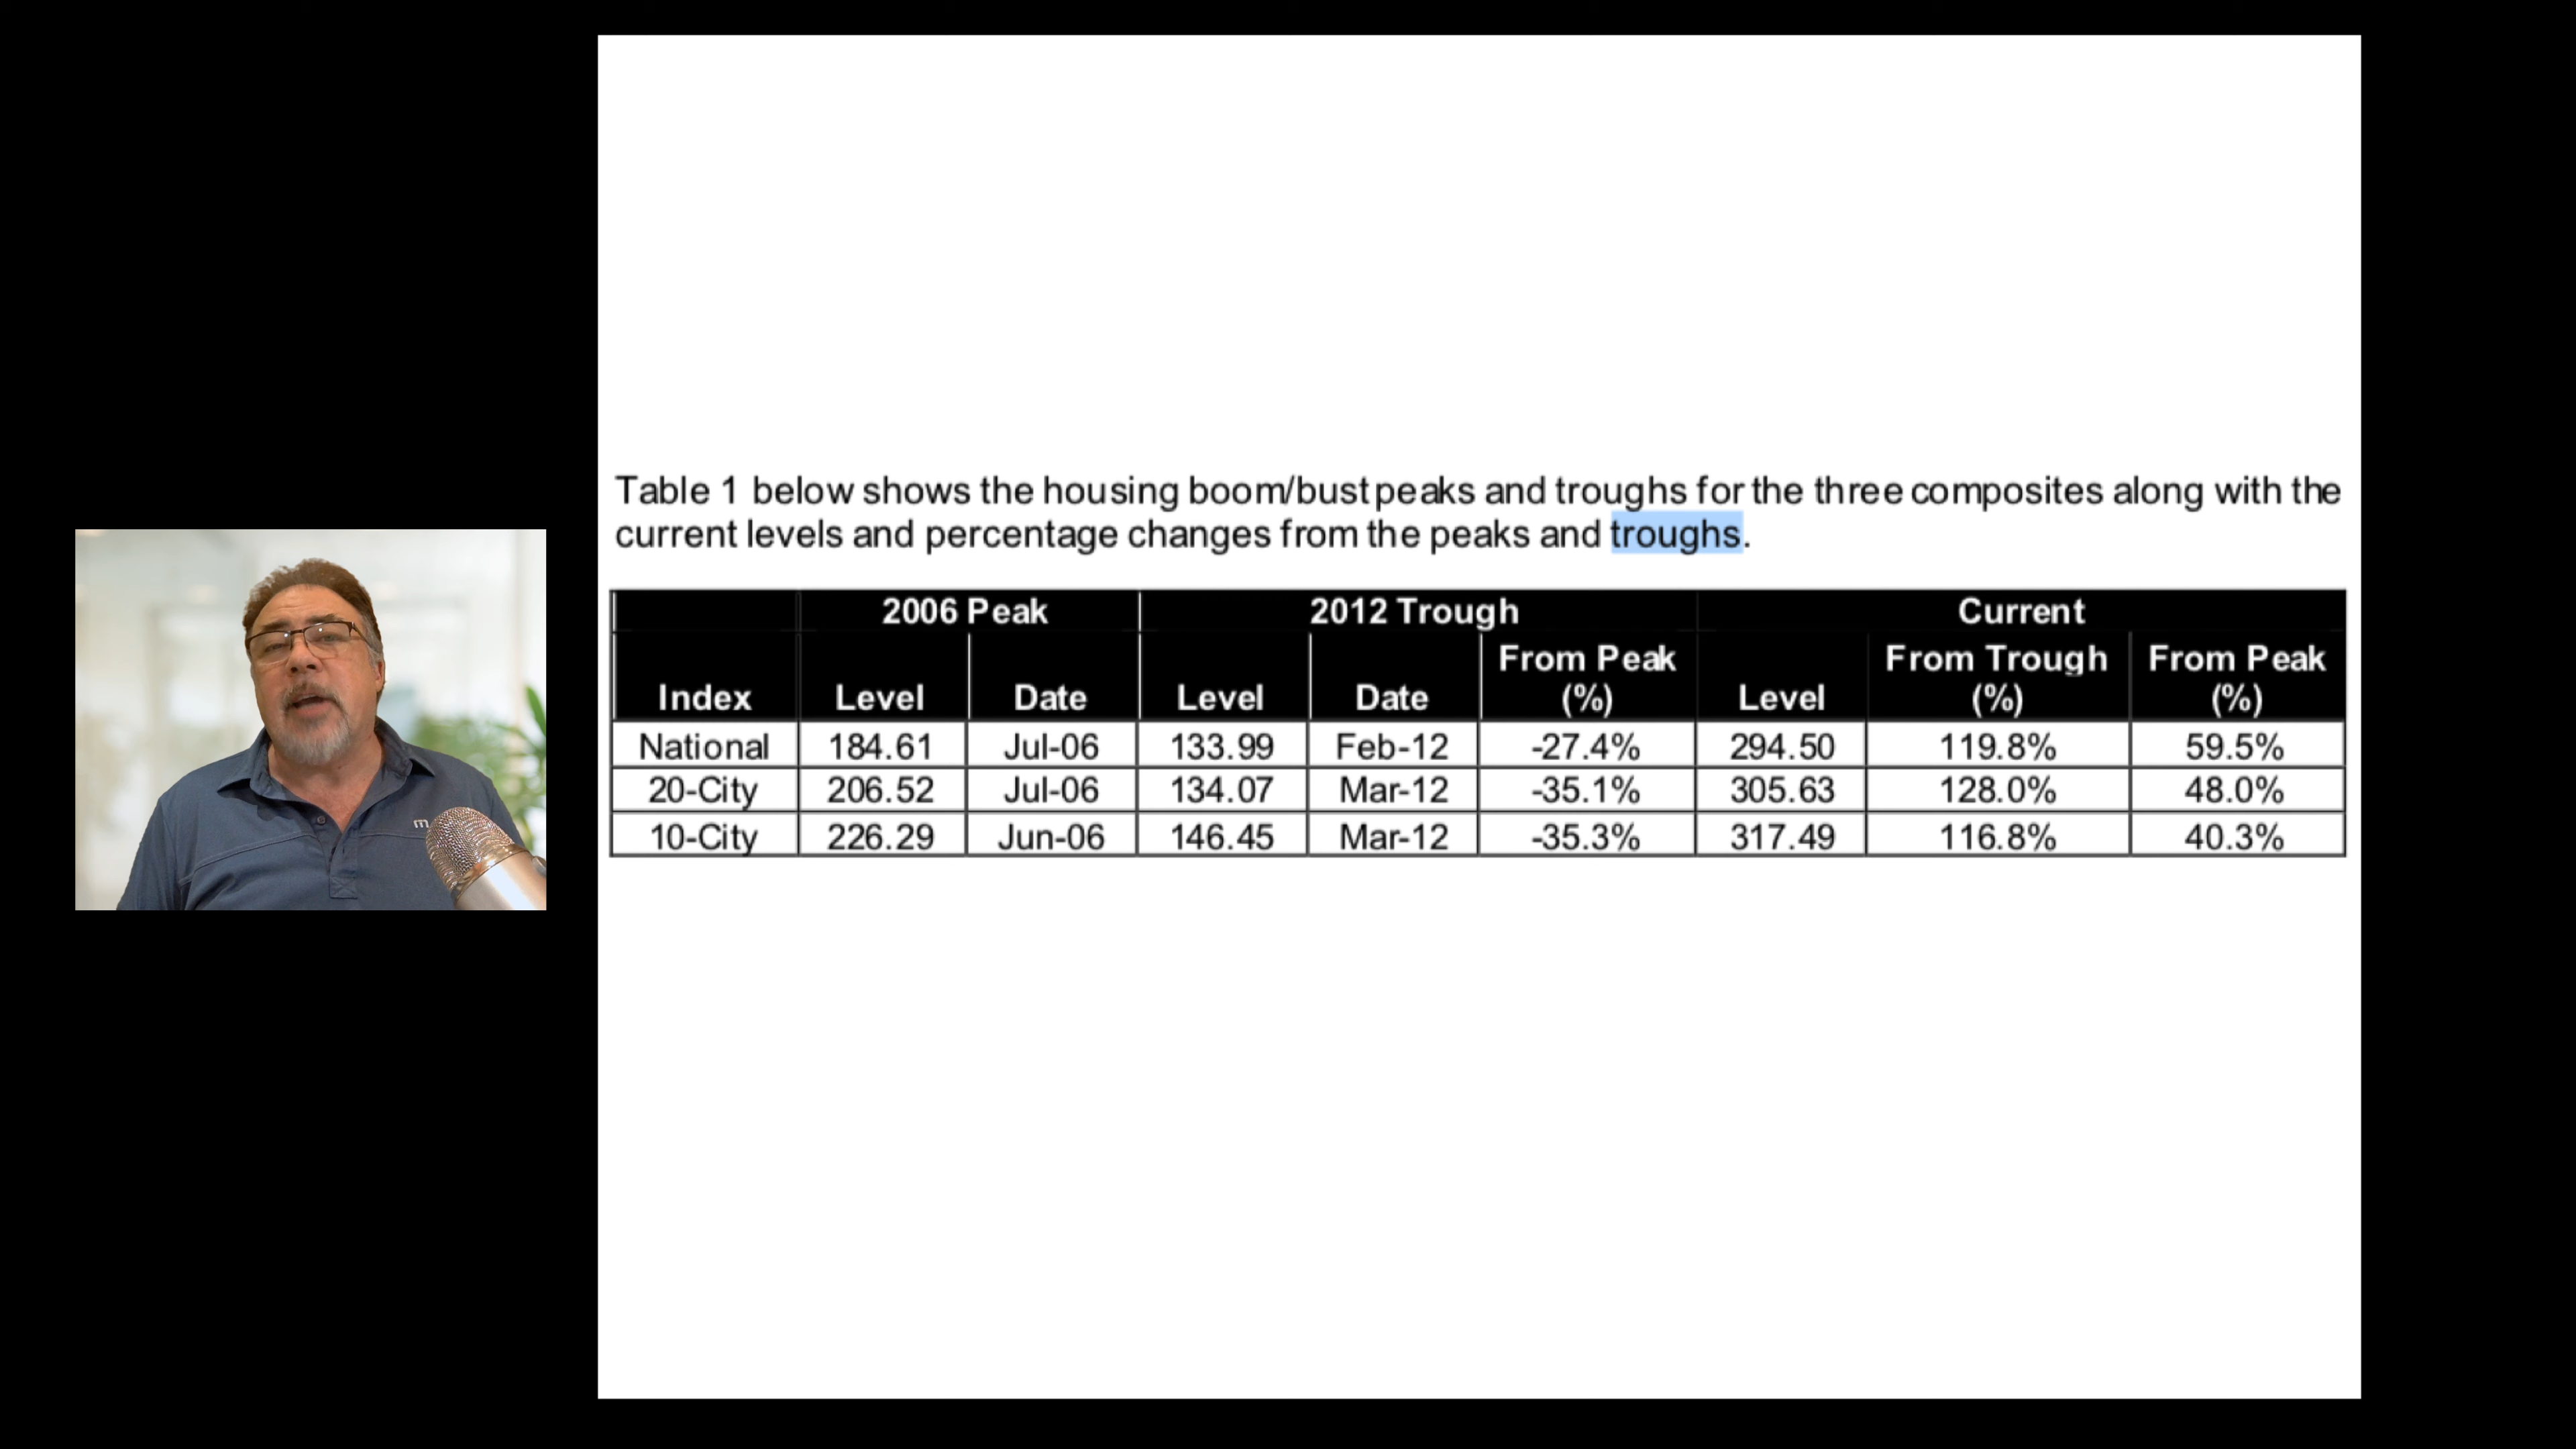 Table 1 below shows the housing boom/bust peaks and troughs for the three composites along with the
current levels and percentage changes from the peaks and troughs.
2006 Peak 2012 Trough Current
Index Level Date Level Date From Peak (%) Level From Trough (%) From Peak (%)
National 184.61 Jul-06 133.99 Feb-12 -27.4% 294.50 119.8% 59.5%
20-City 206.52 Jul-06 134.07 Mar-12 -35.1% 305.63 128.0% 48.0%
10-City 226.29 Jun-06 146.45 Mar-12 -35.3% 317.49 116.8% 40.3%
m